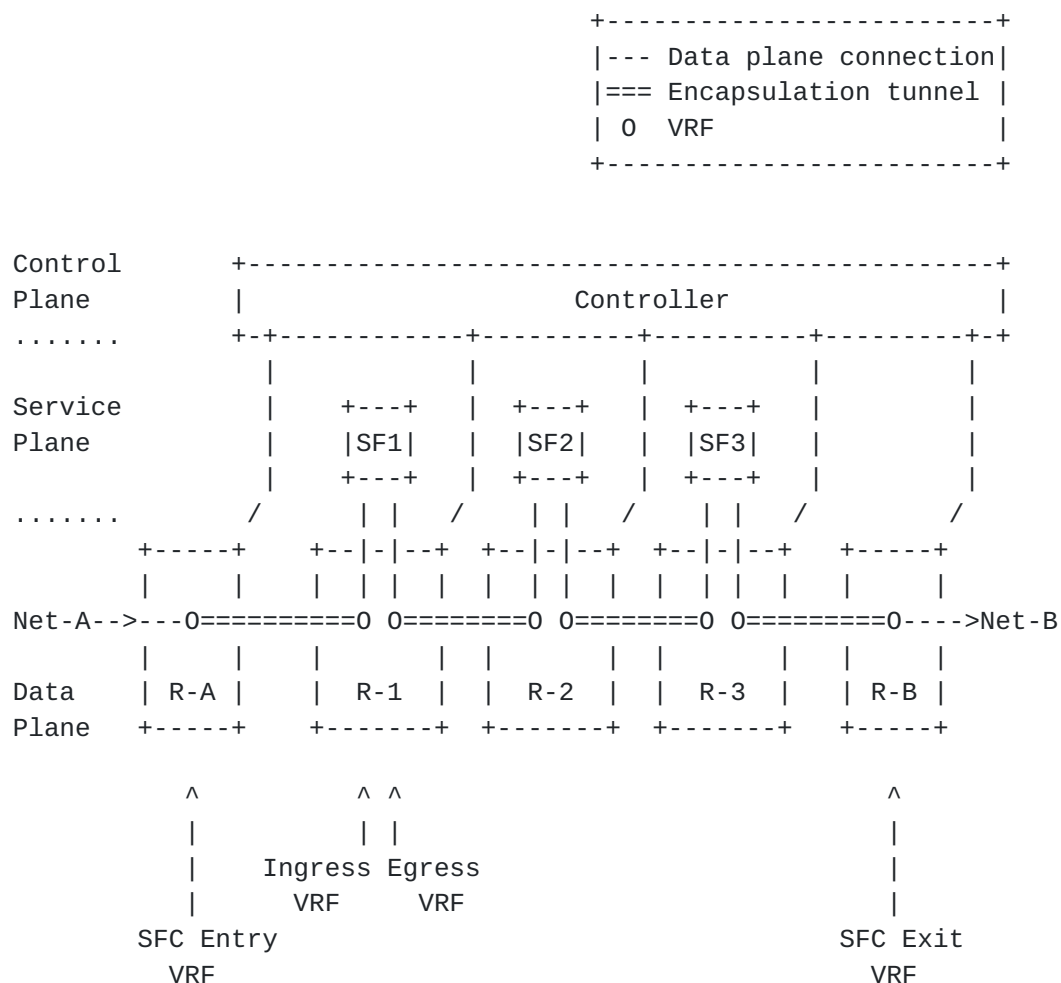 --- Data plane connection
=== Encapsulation tunnel
O VRF
Control
Plane Controller
.......
Service
Plane SF1 SF2 SF3
.......
Net-A-->---O==========O O========O O========O O=========O---->Net-B
Data R-A R-1 R-2 R-3 R-B
Plane
Ingress Egress
VRF VRF
SFC Entry SFC Exit
VRF VRF